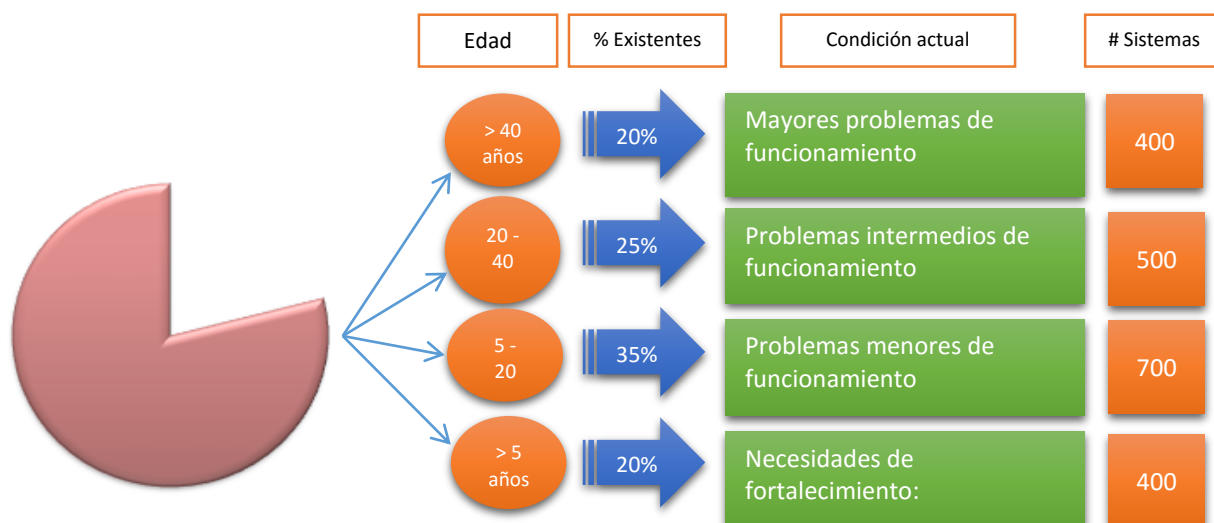 Edad
% Existentes
Condición actual
# Sistemas
> 40
años
20%
Mayores problemas de
funcionamiento
400
20 -
40
25%
Problemas intermedios de
funcionamiento
500
5 -
20
35%
Problemas menores de
funcionamiento
700
> 5
años
20%
Necesidades de
fortalecimiento:
400